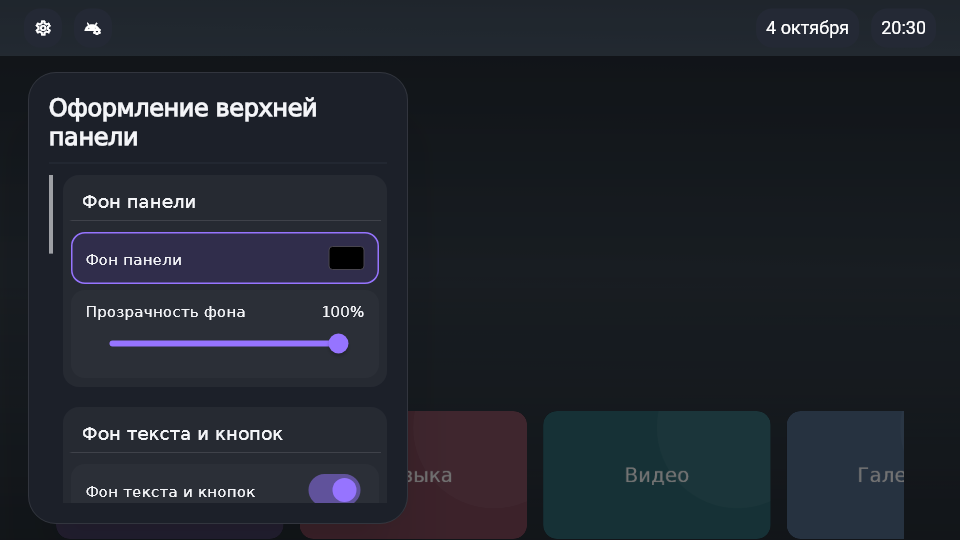 4 октября
20:30
Оформление верхней
панели
Фон панели
Фон панели
Прозрачность фона 100%
Фон текста и кнопок
Фон текста и кнопок
Видео